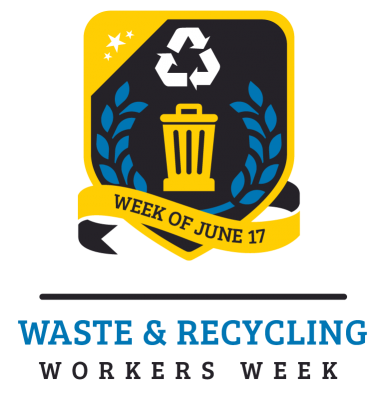 WEEK OF JUNE 17
WASTE & RECYCLING
WORKERS WEEK